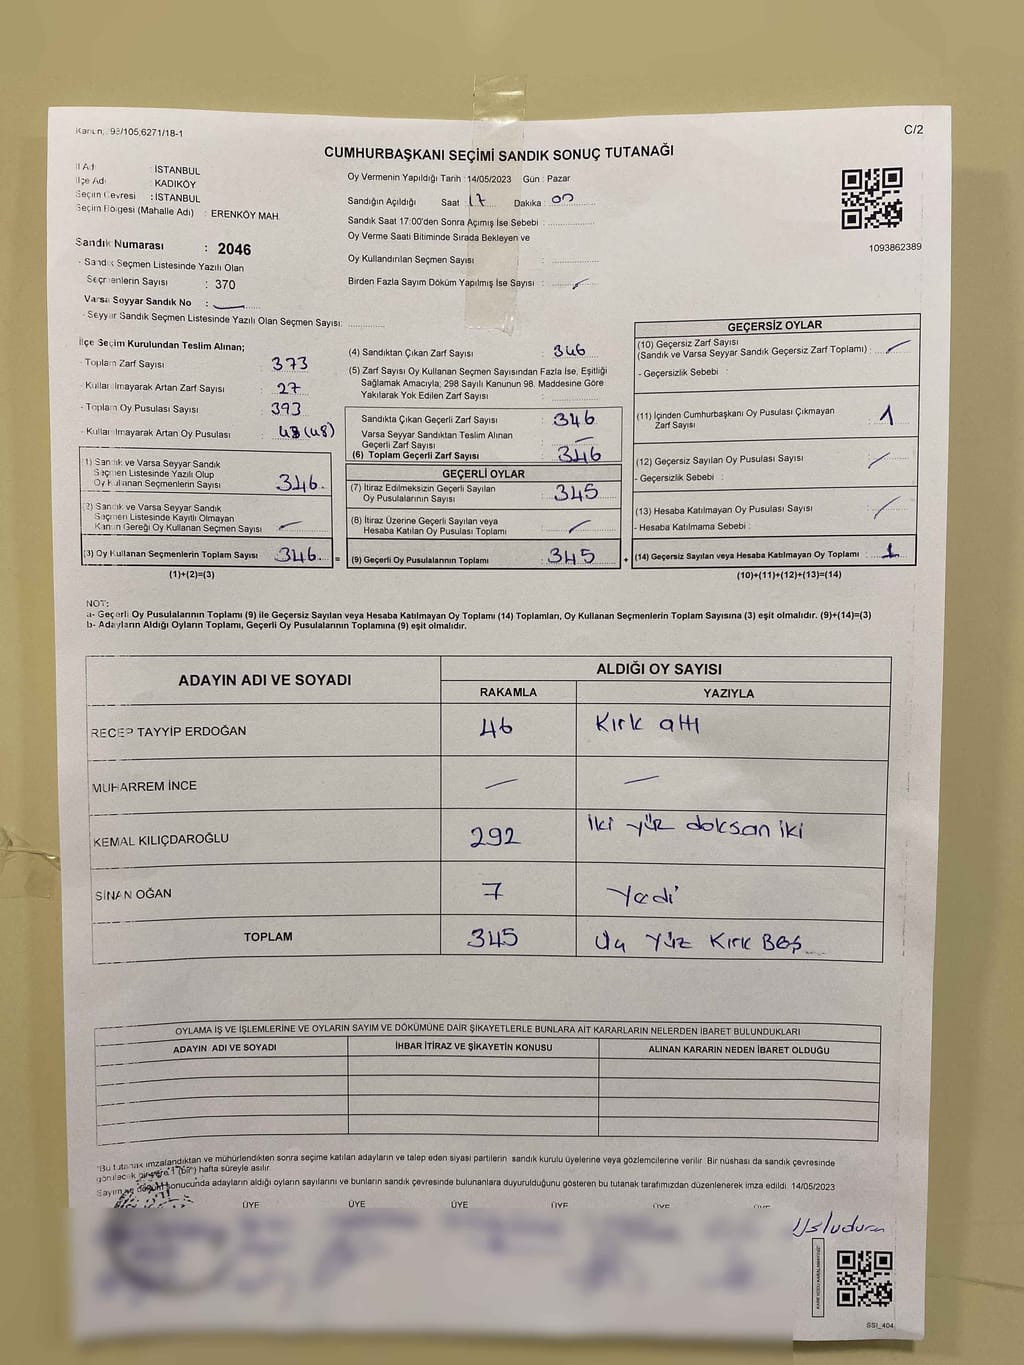 Kanun: 98/105;6271/18-1
C/2
CUMHURBAŞKANI SEÇİMİ SANDIK SONUÇ TUTANAĞI
İl Adı : İSTANBUL
İlçe Adı : KADIKÖY
Seçim Çevresi : İSTANBUL
Seçim Bölgesi (Mahalle Adı) : ERENKÖY MAH.
Sandık Numarası : 2046
- Sandık Seçmen Listesinde Yazılı Olan
Seçmenlerin Sayısı : 370
Varsa Seyyar Sandık No :
- Seyyar Sandık Seçmen Listesinde Yazılı Olan Seçmen Sayısı:
Oy Vermenin Yapıldığı Tarih : 14/05/2023 Gün : Pazar
Sandığın Açıldığı Saat : 17 Dakika : 00
Sandık Saat 17:00'den Sonra Açımış İse Sebebi :
Oy Verme Saati Bitiminde Sırada Bekleyen ve
Oy Kullandırılan Seçmen Sayısı :
Birden Fazla Sayım Döküm Yapılmış İse Sayısı :
1093862389
İlçe Seçim Kurulundan Teslim Alınan;
- Toplam Zarf Sayısı : 373
- Kullanılmayarak Artan Zarf Sayısı : 27
- Toplam Oy Pusulası Sayısı : 393
- Kullanılmayarak Artan Oy Pusulası : 48 (48)
(1) Sandık ve Varsa Seyyar Sandık
Seçmen Listesinde Yazılı Olup
Oy Kullanan Seçmenlerin Sayısı : 346
(2) Sandık ve Varsa Seyyar Sandık
Seçmen Listesinde Kayıtlı Olmayan
Kanun Gereği Oy Kullanan Seçmen Sayısı :
(3) Oy Kullanan Seçmenlerin Toplam Sayısı : 346 =
(1)+(2)=(3)
(4) Sandıktan Çıkan Zarf Sayısı : 346
(5) Zarf Sayısı Oy Kullanan Seçmen Sayısından Fazla İse, Eşitliği
Sağlamak Amacıyla; 298 Sayılı Kanunun 98. Maddesine Göre
Yakılarak Yok Edilen Zarf Sayısı :
Sandıkta Çıkan Geçerli Zarf Sayısı : 346
Varsa Seyyar Sandıktan Teslim Alınan
Geçerli Zarf Sayısı :
(6) Toplam Geçerli Zarf Sayısı : 346
GEÇERLİ OYLAR
(7) İtiraz Edilmeksizin Geçerli Sayılan
Oy Pusulalarının Sayısı : 345
(8) İtiraz Üzerine Geçerli Sayılan veya
Hesaba Katılan Oy Pusulası Toplamı :
(9) Geçerli Oy Pusulalarının Toplamı : 345 +
GEÇERSİZ OYLAR
(10) Geçersiz Zarf Sayısı
(Sandık ve Varsa Seyyar Sandık Geçersiz Zarf Toplamı) :
- Geçersizlik Sebebi :
(11) İçinden Cumhurbaşkanı Oy Pusulası Çıkmayan
Zarf Sayısı : 1
(12) Geçersiz Sayılan Oy Pusulası Sayısı :
- Geçersizlik Sebebi :
(13) Hesaba Katılmayan Oy Pusulası Sayısı :
- Hesaba Katılmama Sebebi :
(14) Geçersiz Sayılan veya Hesaba Katılmayan Oy Toplamı : 1
(10)+(11)+(12)+(13)=(14)
NOT:
a- Geçerli Oy Pusulalarının Toplamı (9) ile Geçersiz Sayılan veya Hesaba Katılmayan Oy Toplamı (14) Toplamları, Oy Kullanan Seçmenlerin Toplam Sayısına (3) eşit olmalıdır. (9)+(14)=(3)
b- Adayların Aldığı Oyların Toplamı, Geçerli Oy Pusulalarının Toplamına (9) eşit olmalıdır.
ADAYIN ADI VE SOYADI
ALDIĞI OY SAYISI
RAKAMLA YAZIYLA
RECEP TAYYİP ERDOĞAN 46 Kırk altı
MUHARREM İNCE
KEMAL KILIÇDAROĞLU 292 iki yüz doksan iki
SİNAN OĞAN 7 Yedi
TOPLAM 345 Üç Yüz Kırk BEŞ
OYLAMA İŞ VE İŞLEMLERİNE VE OYLARIN SAYIM VE DÖKÜMÜNE DAİR ŞİKAYETLERLE BUNLARA AİT KARARLARIN NELERDEN İBARET BULUNDUKLARI
ADAYIN ADI VE SOYADI İHBAR İTİRAZ VE ŞİKAYETİN KONUSU ALINAN KARARIN NEDEN İBARET OLDUĞU
"Bu tutanak imzalandıktan ve mühürlendikten sonra seçime katılan adayların ve talep eden siyasi partilerin sandık kurulu üyelerine veya gözlemcilerine verilir Bir nüshası da sandık çevresinde
görülecek bir yere 1 (bir) hafta süreyle asılır.
Sayım ve döküm sonucunda adayların aldığı oyların sayılarını ve bunların sandık çevresinde bulunanlara duyurulduğunu gösteren bu tutanak tarafımızdan düzenlenerek imza edildi. 14/05/2023
ÜYE ÜYE ÜYE ÜYE ÜYE ÜYE
SSI_404